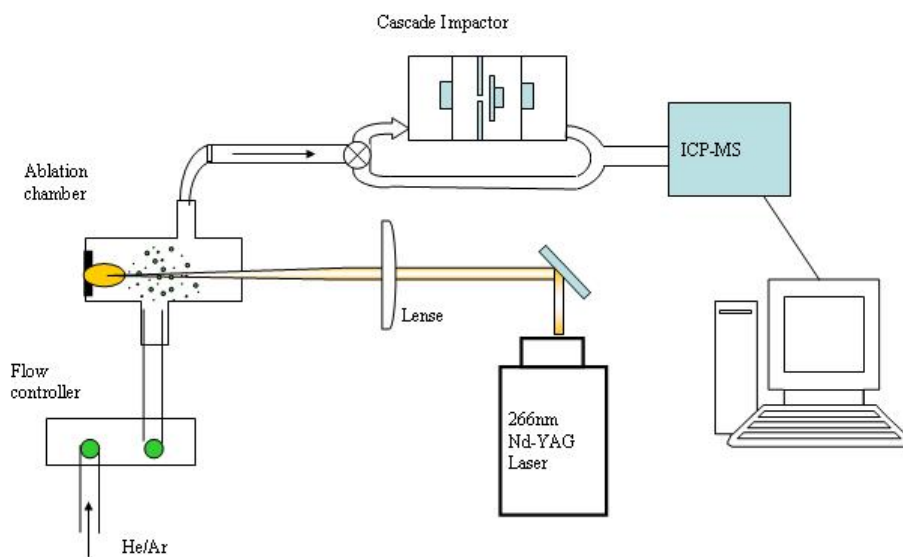 Cascade Impactor
ICP-MS
Ablation
chamber
Lense
Flow
controller
266nm
Nd-YAG
Laser
He/Ar